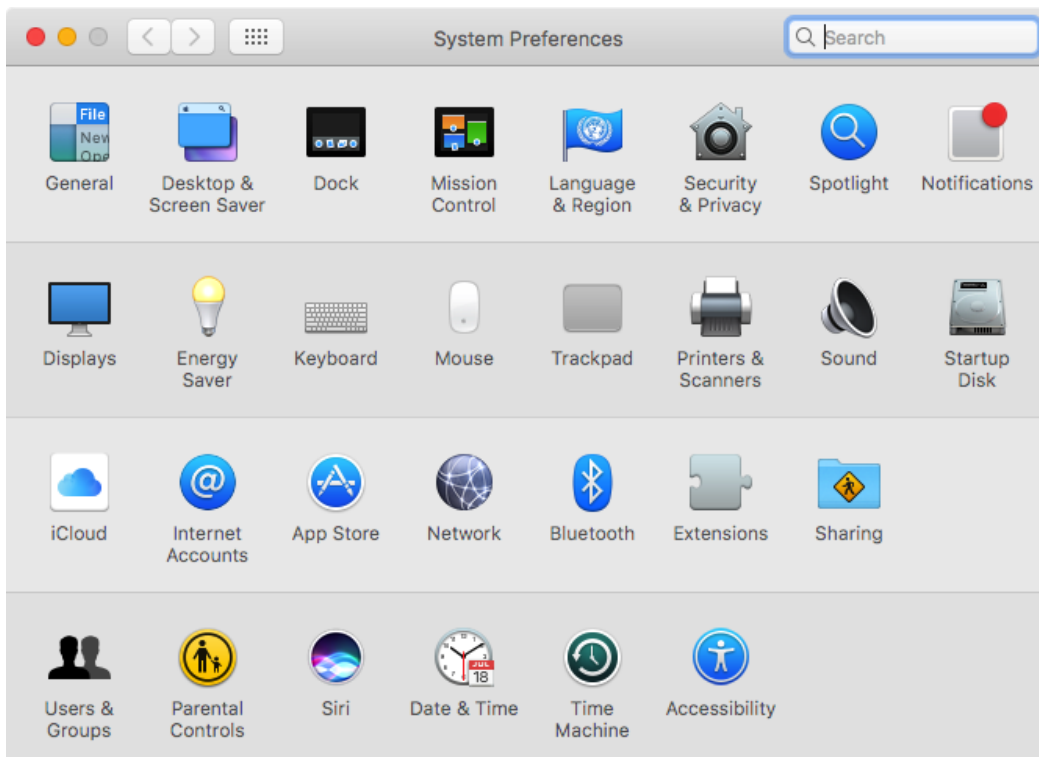 System Preferences
Search
File
New
Ope
General
Desktop &
Screen Saver
Dock
Mission
Control
Language
& Region
Security
& Privacy
Spotlight
Notifications
Displays
Energy
Saver
Keyboard
Mouse
Trackpad
Printers &
Scanners
Sound
Startup
Disk
@
iCloud
Internet
Accounts
App Store
Network
Bluetooth
Extensions
Sharing
JUL
18
Users &
Groups
Parental
Controls
Siri
Date & Time
Time
Machine
Accessibility